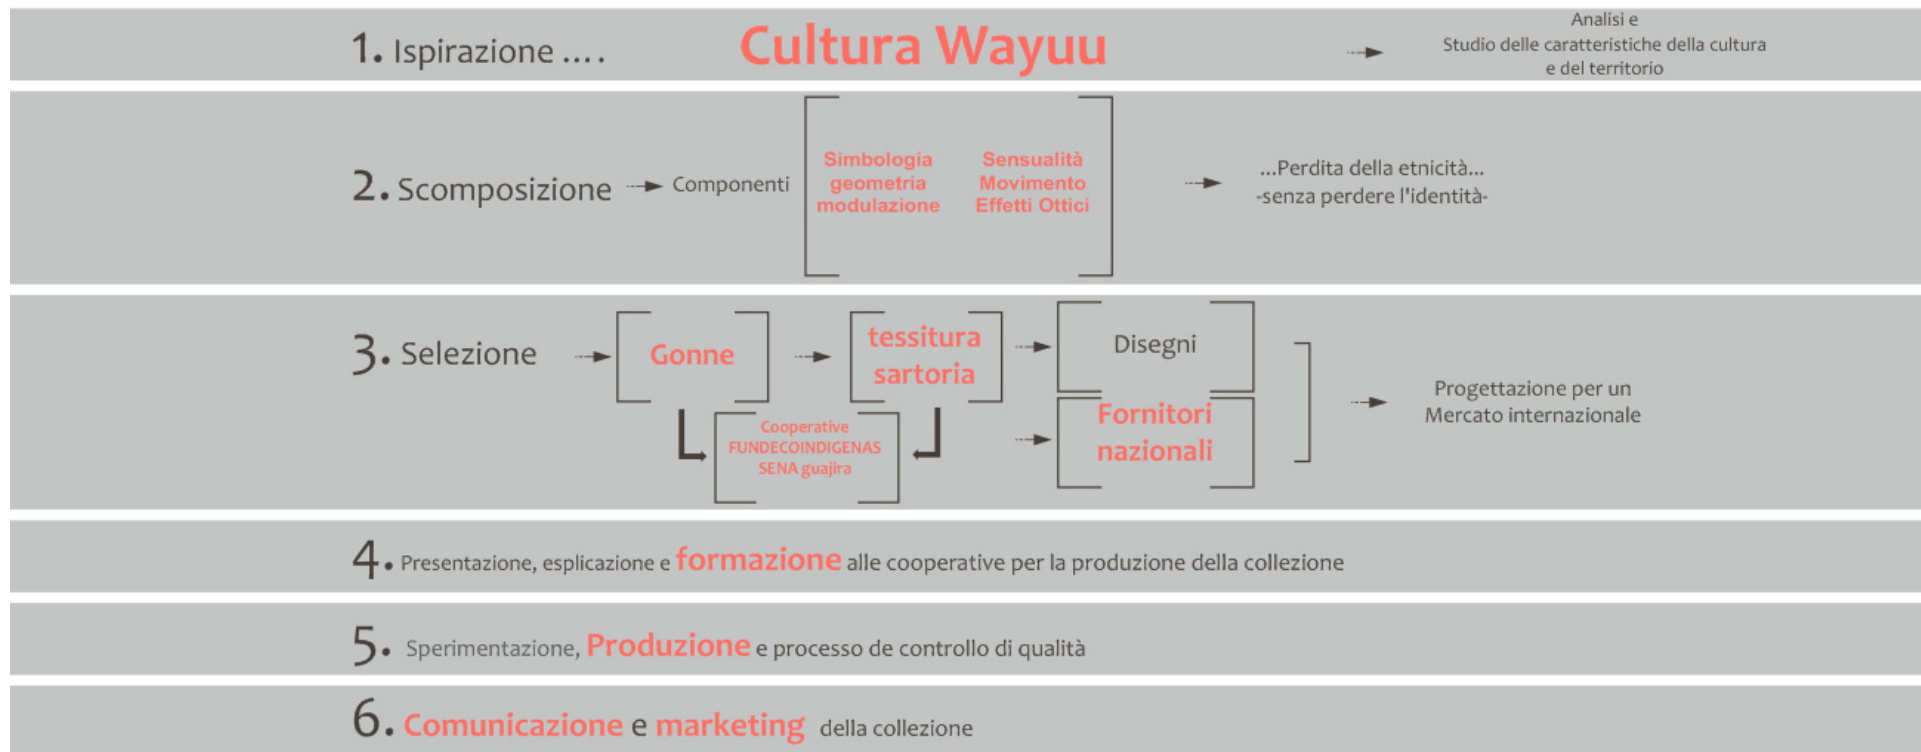 1. Ispirazione ....
Cultura Wayuu
Analisi e
Studio delle caratteristiche della cultura
e del territorio
2. Scomposizione
Componenti
Simbologia
geometria
modulazione
Sensualità
Movimento
Effetti Ottici
...Perdita della etnicità...
-senza perdere l'identità-
3. Selezione
Gonne
tessitura
sartoria
Cooperative
FUNDECOINDIGENAS
SENA guajira
Disegni
Fornitori
nazionali
Progettazione per un
Mercato internazionale
4. Presentazione, esplicazione e formazione alle cooperative per la produzione della collezione
5. Sperimentazione, Produzione e processo de controllo di qualità
6. Comunicazione e marketing della collezione